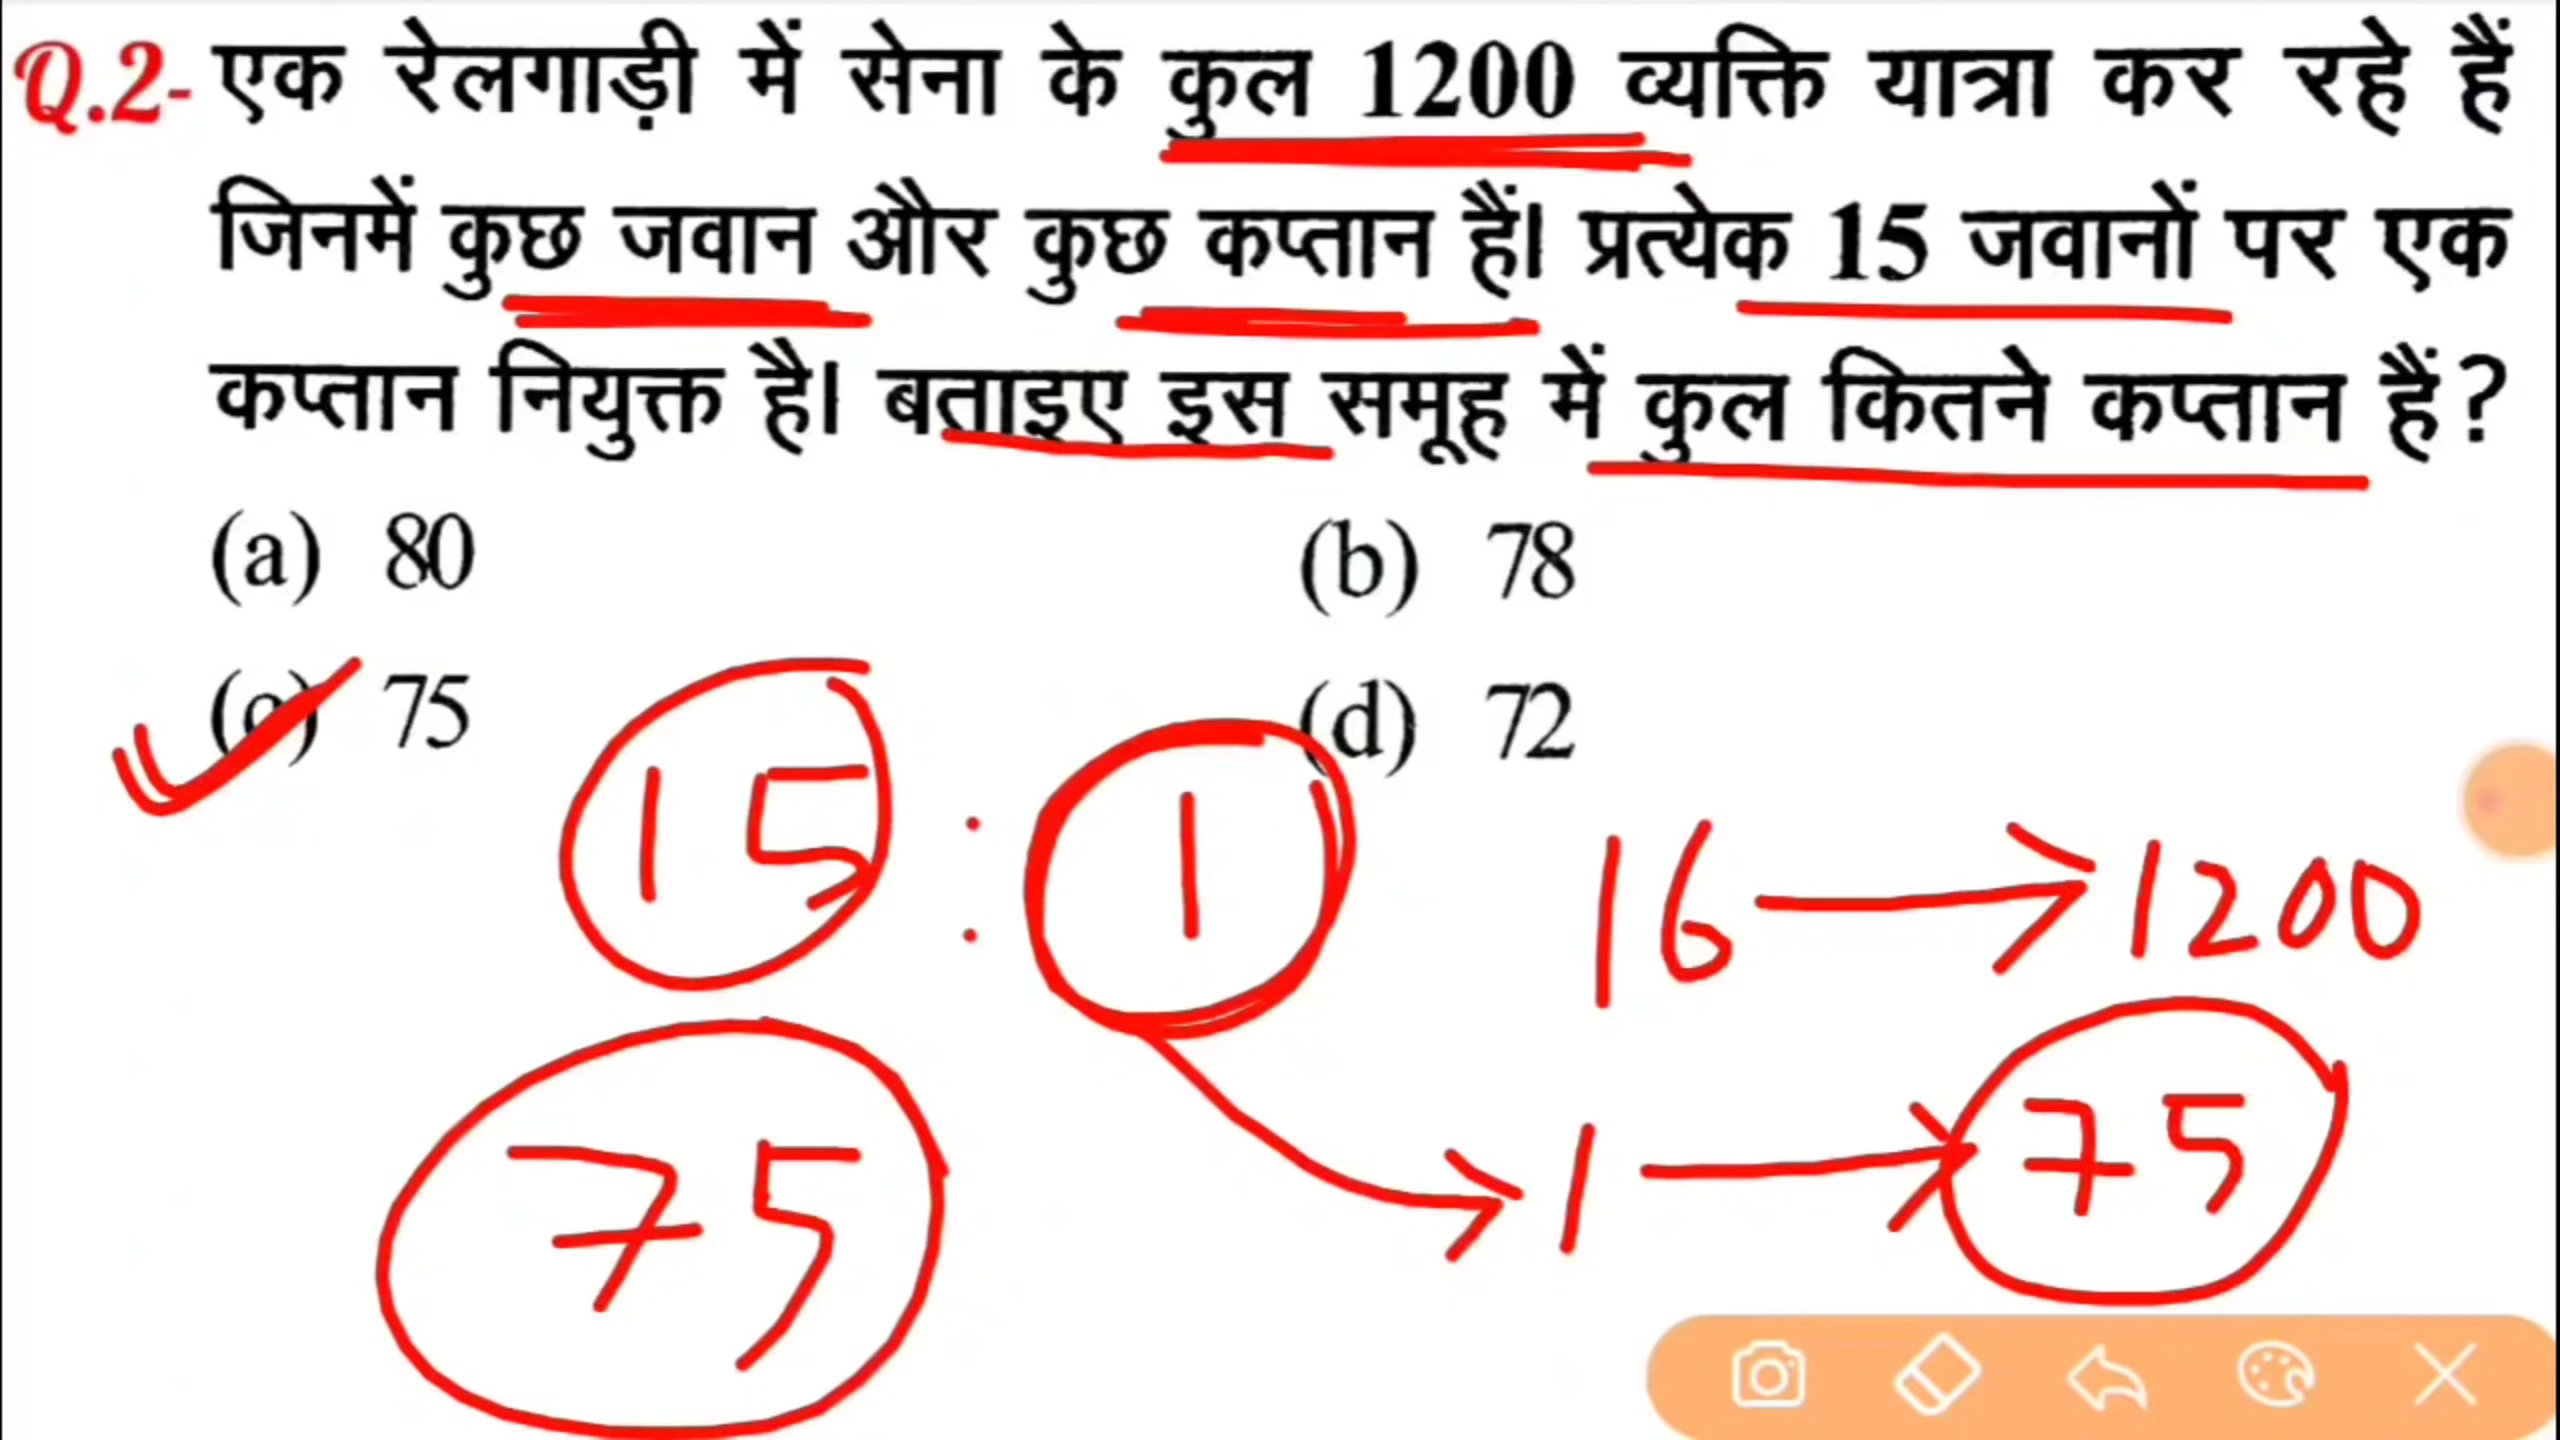 Q.2- एक रेलगाड़ी में सेना के कुल 1200 व्यक्ति यात्रा कर रहे हैं
जिनमें कुछ जवान और कुछ कप्तान हैं। प्रत्येक 15 जवानों पर एक
कप्तान नियुक्त है। बताइए इस समूह में कुल कितने कप्तान हैं?
(a) 80 (b) 78
(c) 75 (d) 72
15 : 1
16 → 1200
1 → 75
75